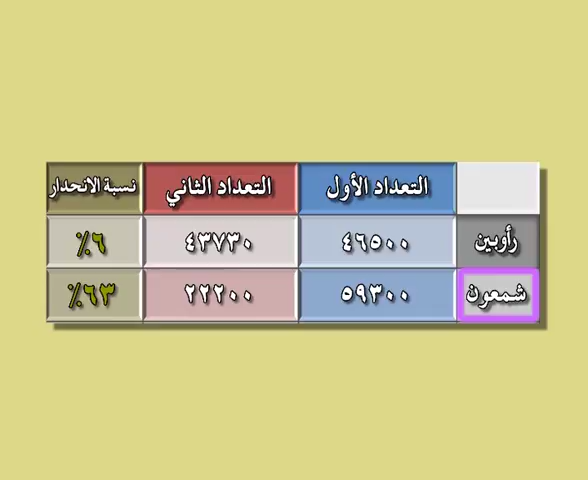 التعداد الأول التعداد الثاني نسبة الانحدار
رأوبين ٤٦٥٠٠ ٤٣٧٣٠ ٦٪
شمعون ٥٩٣٠٠ ٢٢٢٠٠ ٦٣٪